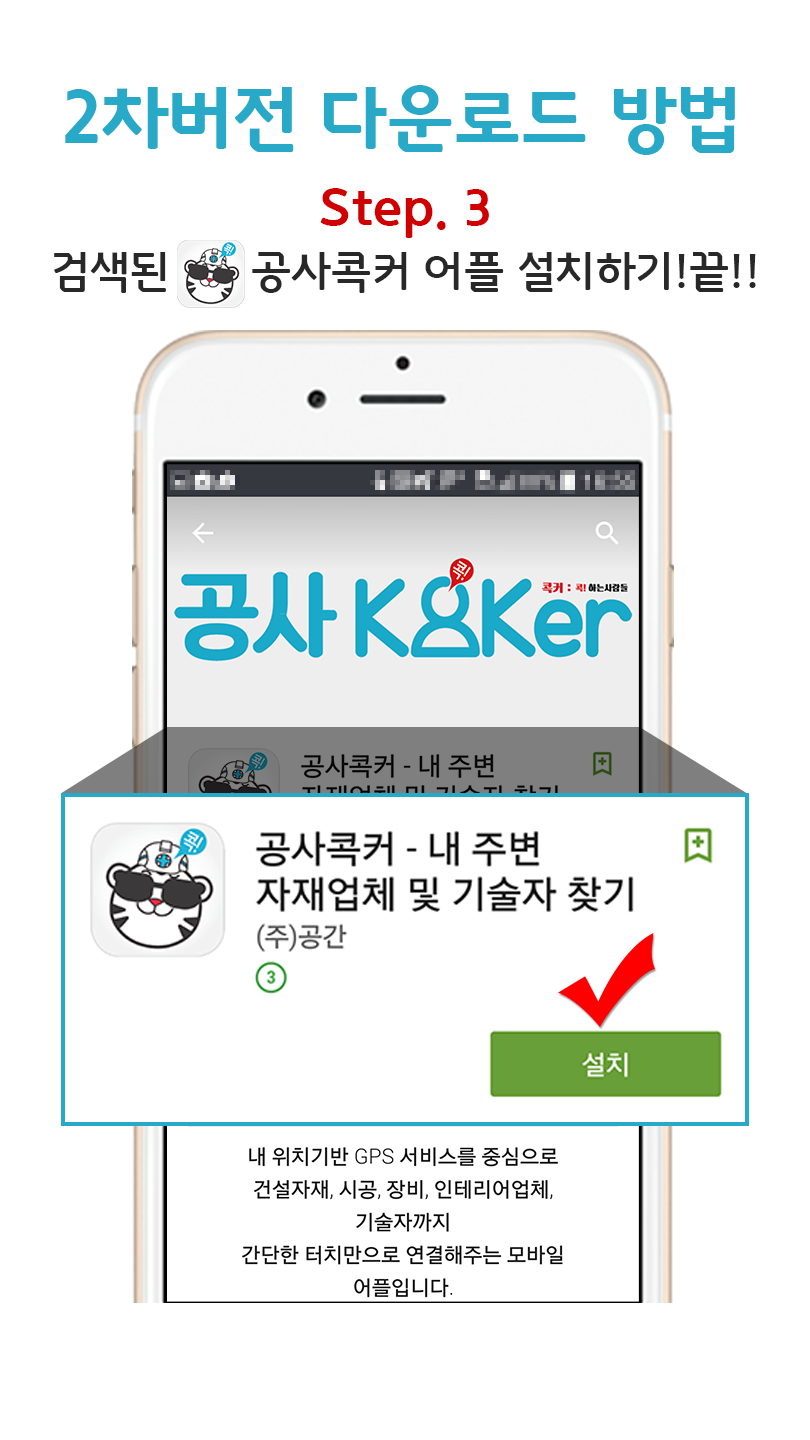 2차버전 다운로드 방법
Step. 3
검색된 콕! 공사콕커 어플 설치하기!끝!!
콕!
콕커 : 콕! 하는사람들
공사 KoKer
콕!
공사콕커 - 내 주변
자재업체 및 기술자 찾기
콕!
공사콕커 - 내 주변
자재업체 및 기술자 찾기
(주)공간
3
설치
내 위치기반 GPS 서비스를 중심으로
건설자재, 시공, 장비, 인테리어업체,
기술자까지
간단한 터치만으로 연결해주는 모바일
어플입니다.